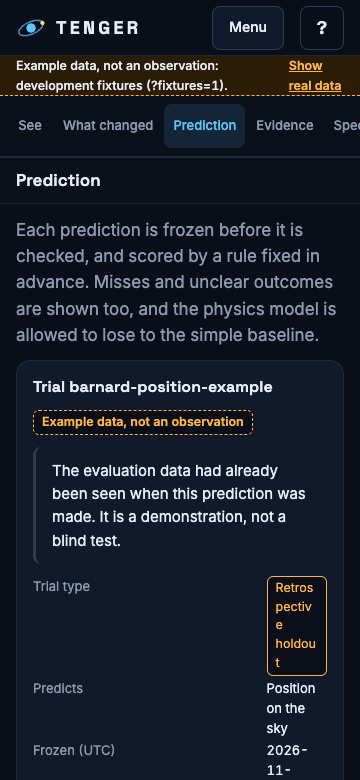 TENGER
Menu
?
Example data, not an observation:
development fixtures (?fixtures=1).
Show
real data
See
What changed
Prediction
Evidence
Spec
Prediction
Each prediction is frozen before it is
checked, and scored by a rule fixed in
advance. Misses and unclear outcomes
are shown too, and the physics model is
allowed to lose to the simple baseline.
Trial barnard-position-example
Example data, not an observation
The evaluation data had already
been seen when this prediction was
made. It is a demonstration, not a
blind test.
Trial type
Retros
pectiv
e
holdou
t
Predicts
Position
on the
sky
Frozen (UTC)
2026-
11-